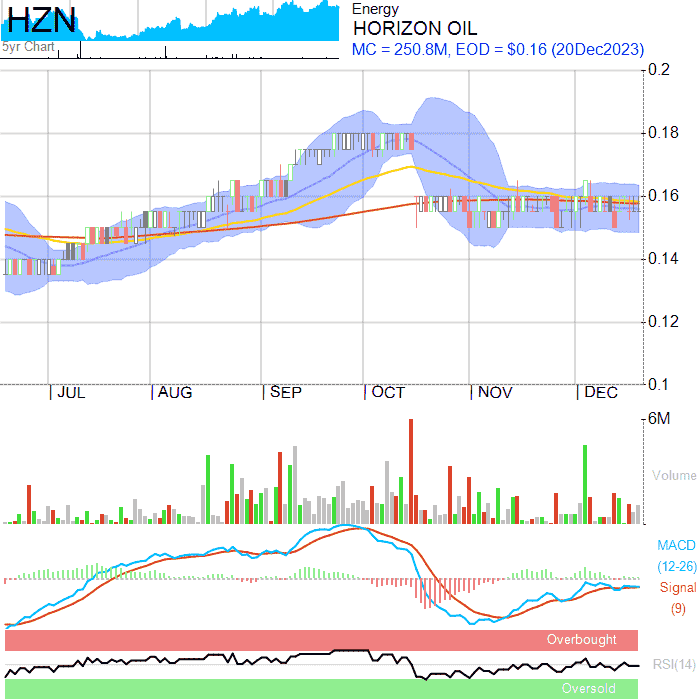 HZN
5yr Chart
Energy
HORIZON OIL
MC = 250.8M, EOD = $0.16 (20Dec2023)
0.2
0.18
0.16
0.14
0.12
0.1
JUL AUG SEP OCT NOV DEC
6M
Volume
MACD
(12-26)
Signal
(9)
Overbought
RSI(14)
Oversold